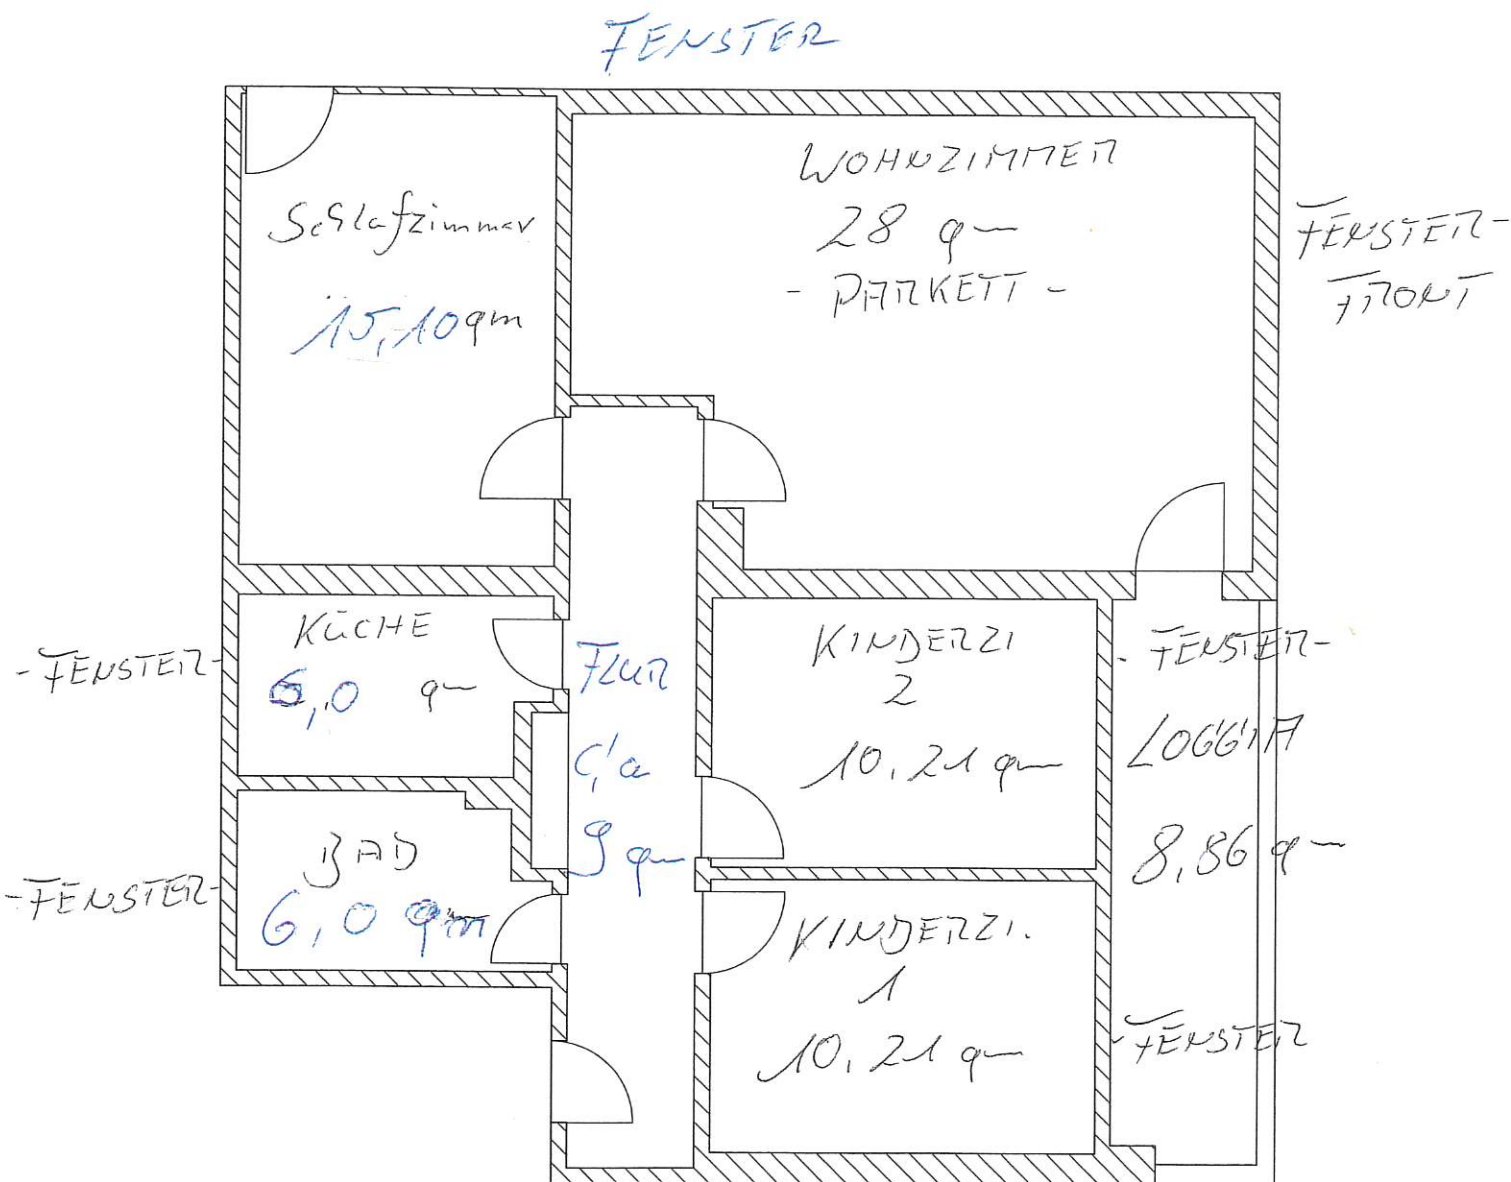 FENSTER
WOHNZIMMER
28 qm
- PARKETT -
FENSTER-
FRONT
Schlafzimmer
15,10 qm
KÜCHE
6,0 qm
-FENSTER-
FLUR
c'a
9 qm
KINDERZI
2
10,21 qm
- FENSTER-
LOGGIA
8,86 qm
BAD
6,0 qm
-FENSTER-
KINDERZI.
1
10,21 qm
-FENSTER